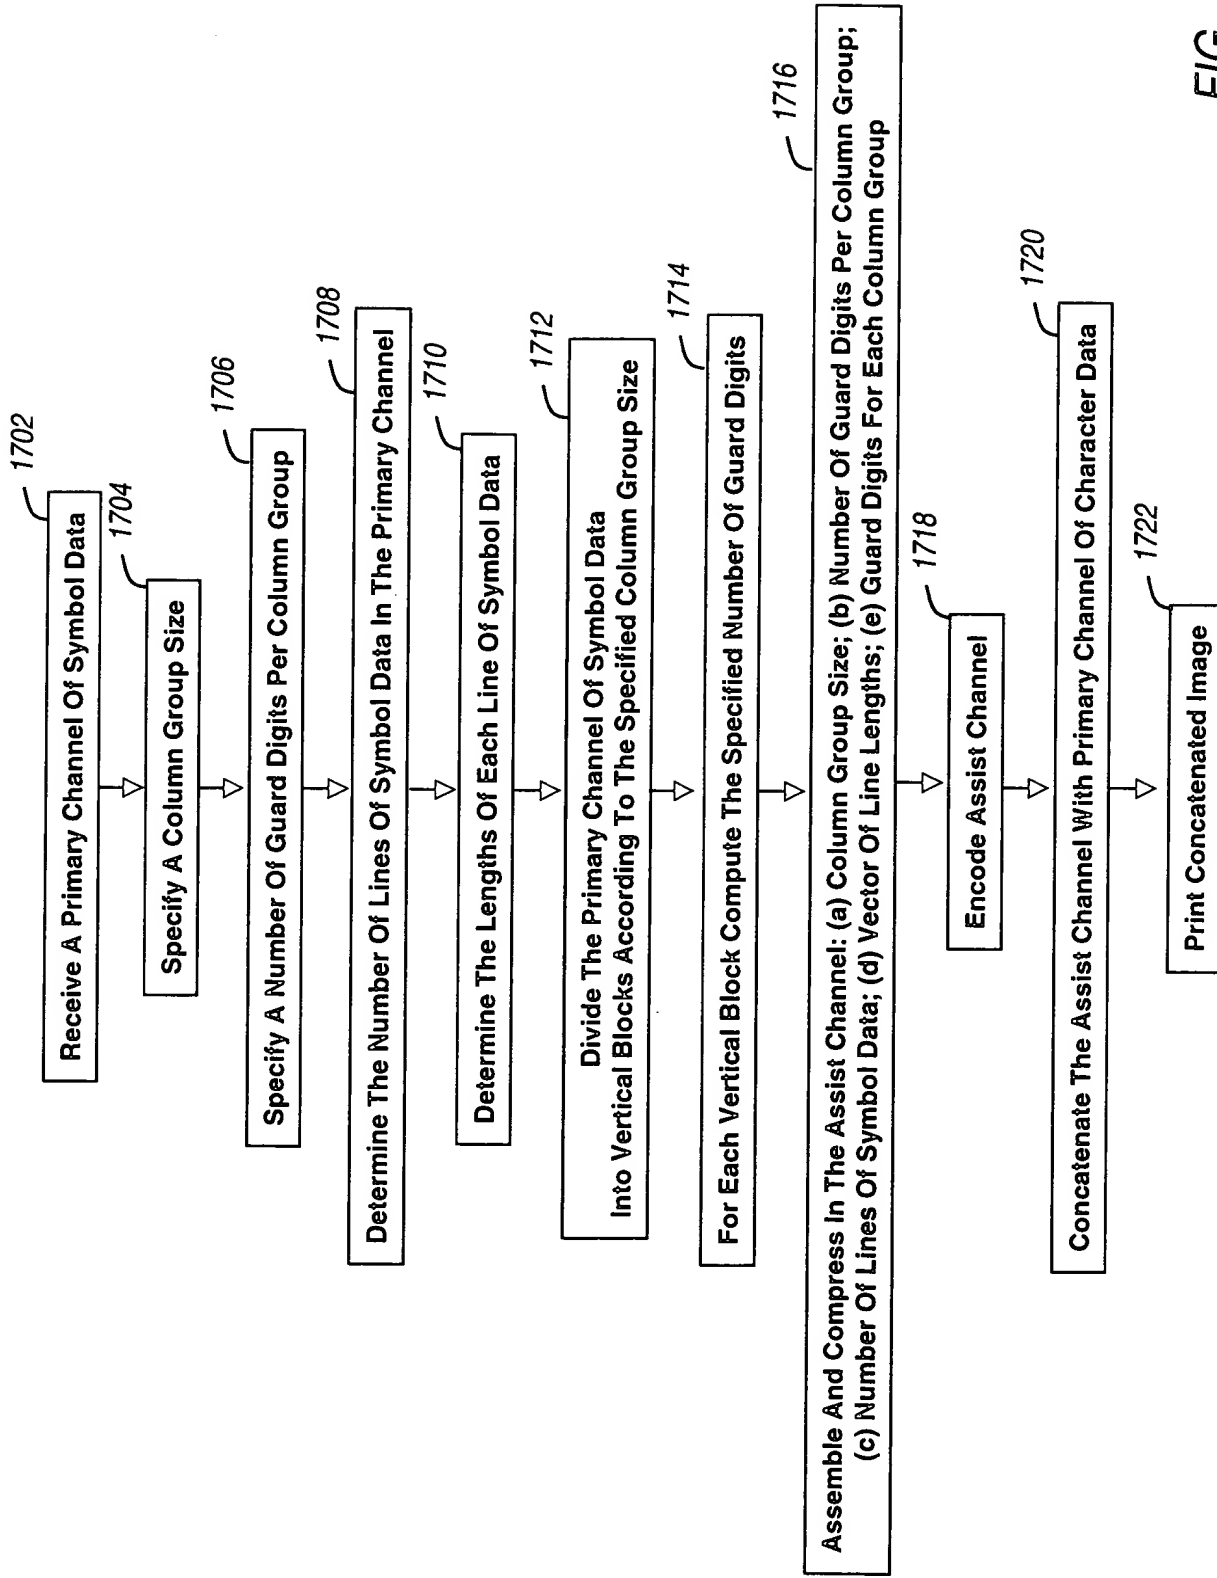 1702
Receive A Primary Channel Of Symbol Data
1704
Specify A Column Group Size
1706
Specify A Number Of Guard Digits Per Column Group
1708
Determine The Number Of Lines Of Symbol Data In The Primary Channel
1710
Determine The Lengths Of Each Line Of Symbol Data
1712
Divide The Primary Channel Of Symbol Data
Into Vertical Blocks According To The Specified Column Group Size
1714
For Each Vertical Block Compute The Specified Number Of Guard Digits
1716
Assemble And Compress In The Assist Channel: (a) Column Group Size; (b) Number Of Guard Digits Per Column Group;
(c) Number Of Lines Of Symbol Data; (d) Vector Of Line Lengths; (e) Guard Digits For Each Column Group
1718
Encode Assist Channel
1720
Concatenate The Assist Channel With Primary Channel Of Character Data
1722
Print Concatenated Image
FIG